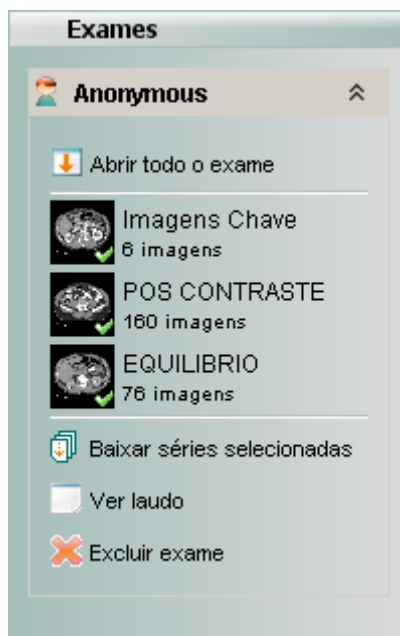 Exames
Anonymous
Abrir todo o exame
Imagens Chave
6 imagens
POS CONTRASTE
160 imagens
EQUILIBRIO
76 imagens
Baixar séries selecionadas
Ver laudo
Excluir exame